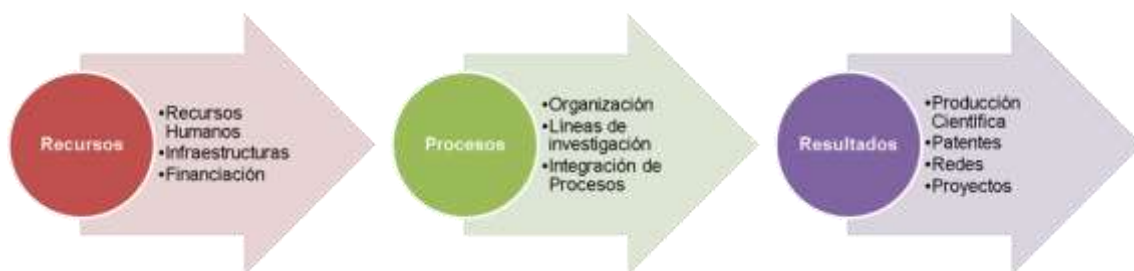 Recursos
•Recursos
Humanos
•Infraestructuras
•Financiación
Procesos
•Organización
•Líneas de
investigación
•Integración de
Procesos
Resultados
•Producción
Científica
•Patentes
•Redes
•Proyectos